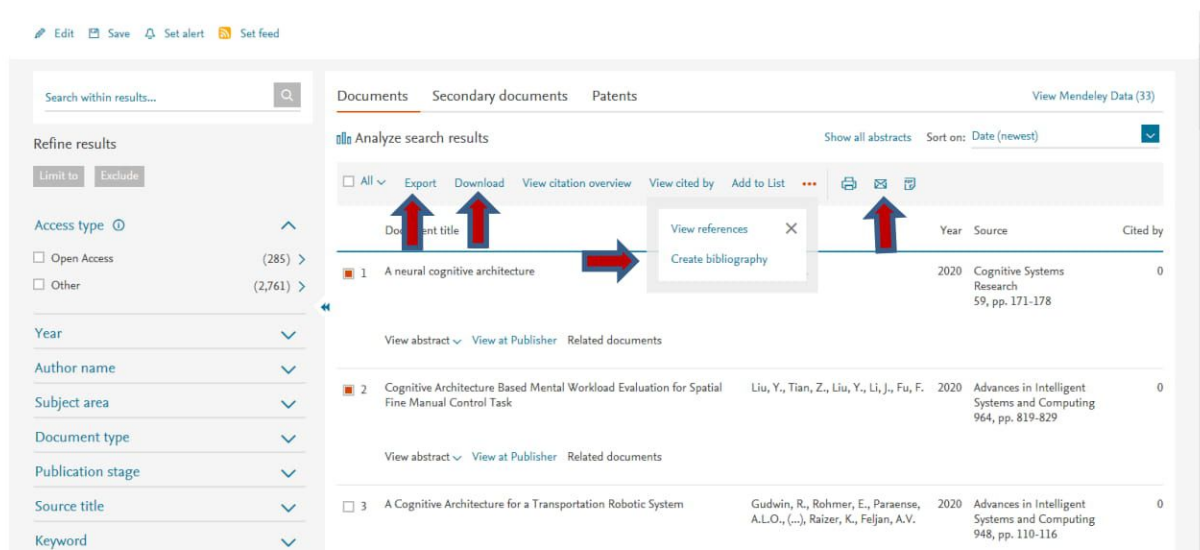 Edit Save Set alert Set feed
Search within results...
Refine results
Limit to Exclude
Access type
Open Access (285)
Other (2,761)
Year
Author name
Subject area
Document type
Publication stage
Source title
Keyword
Documents Secondary documents Patents View Mendeley Data (33)
Analyze search results Show all abstracts Sort on: Date (newest)
All Export Download View citation overview View cited by Add to List
View references
Create bibliography
title Year Source Cited by
1 A neural cognitive architecture 2020 Cognitive Systems 0
Research
59, pp. 171-178
View abstract View at Publisher Related documents
2 Cognitive Architecture Based Mental Workload Evaluation for Spatial Liu, Y., Tian, Z., Liu, Y., Li, J., Fu, F. 2020 Advances in Intelligent 0
Fine Manual Control Task Systems and Computing
964, pp. 819-829
View abstract View at Publisher Related documents
3 A Cognitive Architecture for a Transportation Robotic System Gudwin, R., Rohmer, E., Paraense, 2020 Advances in Intelligent 0
A.L.O., (...), Raizer, K., Feljan, A.V. Systems and Computing
948, pp. 110-116